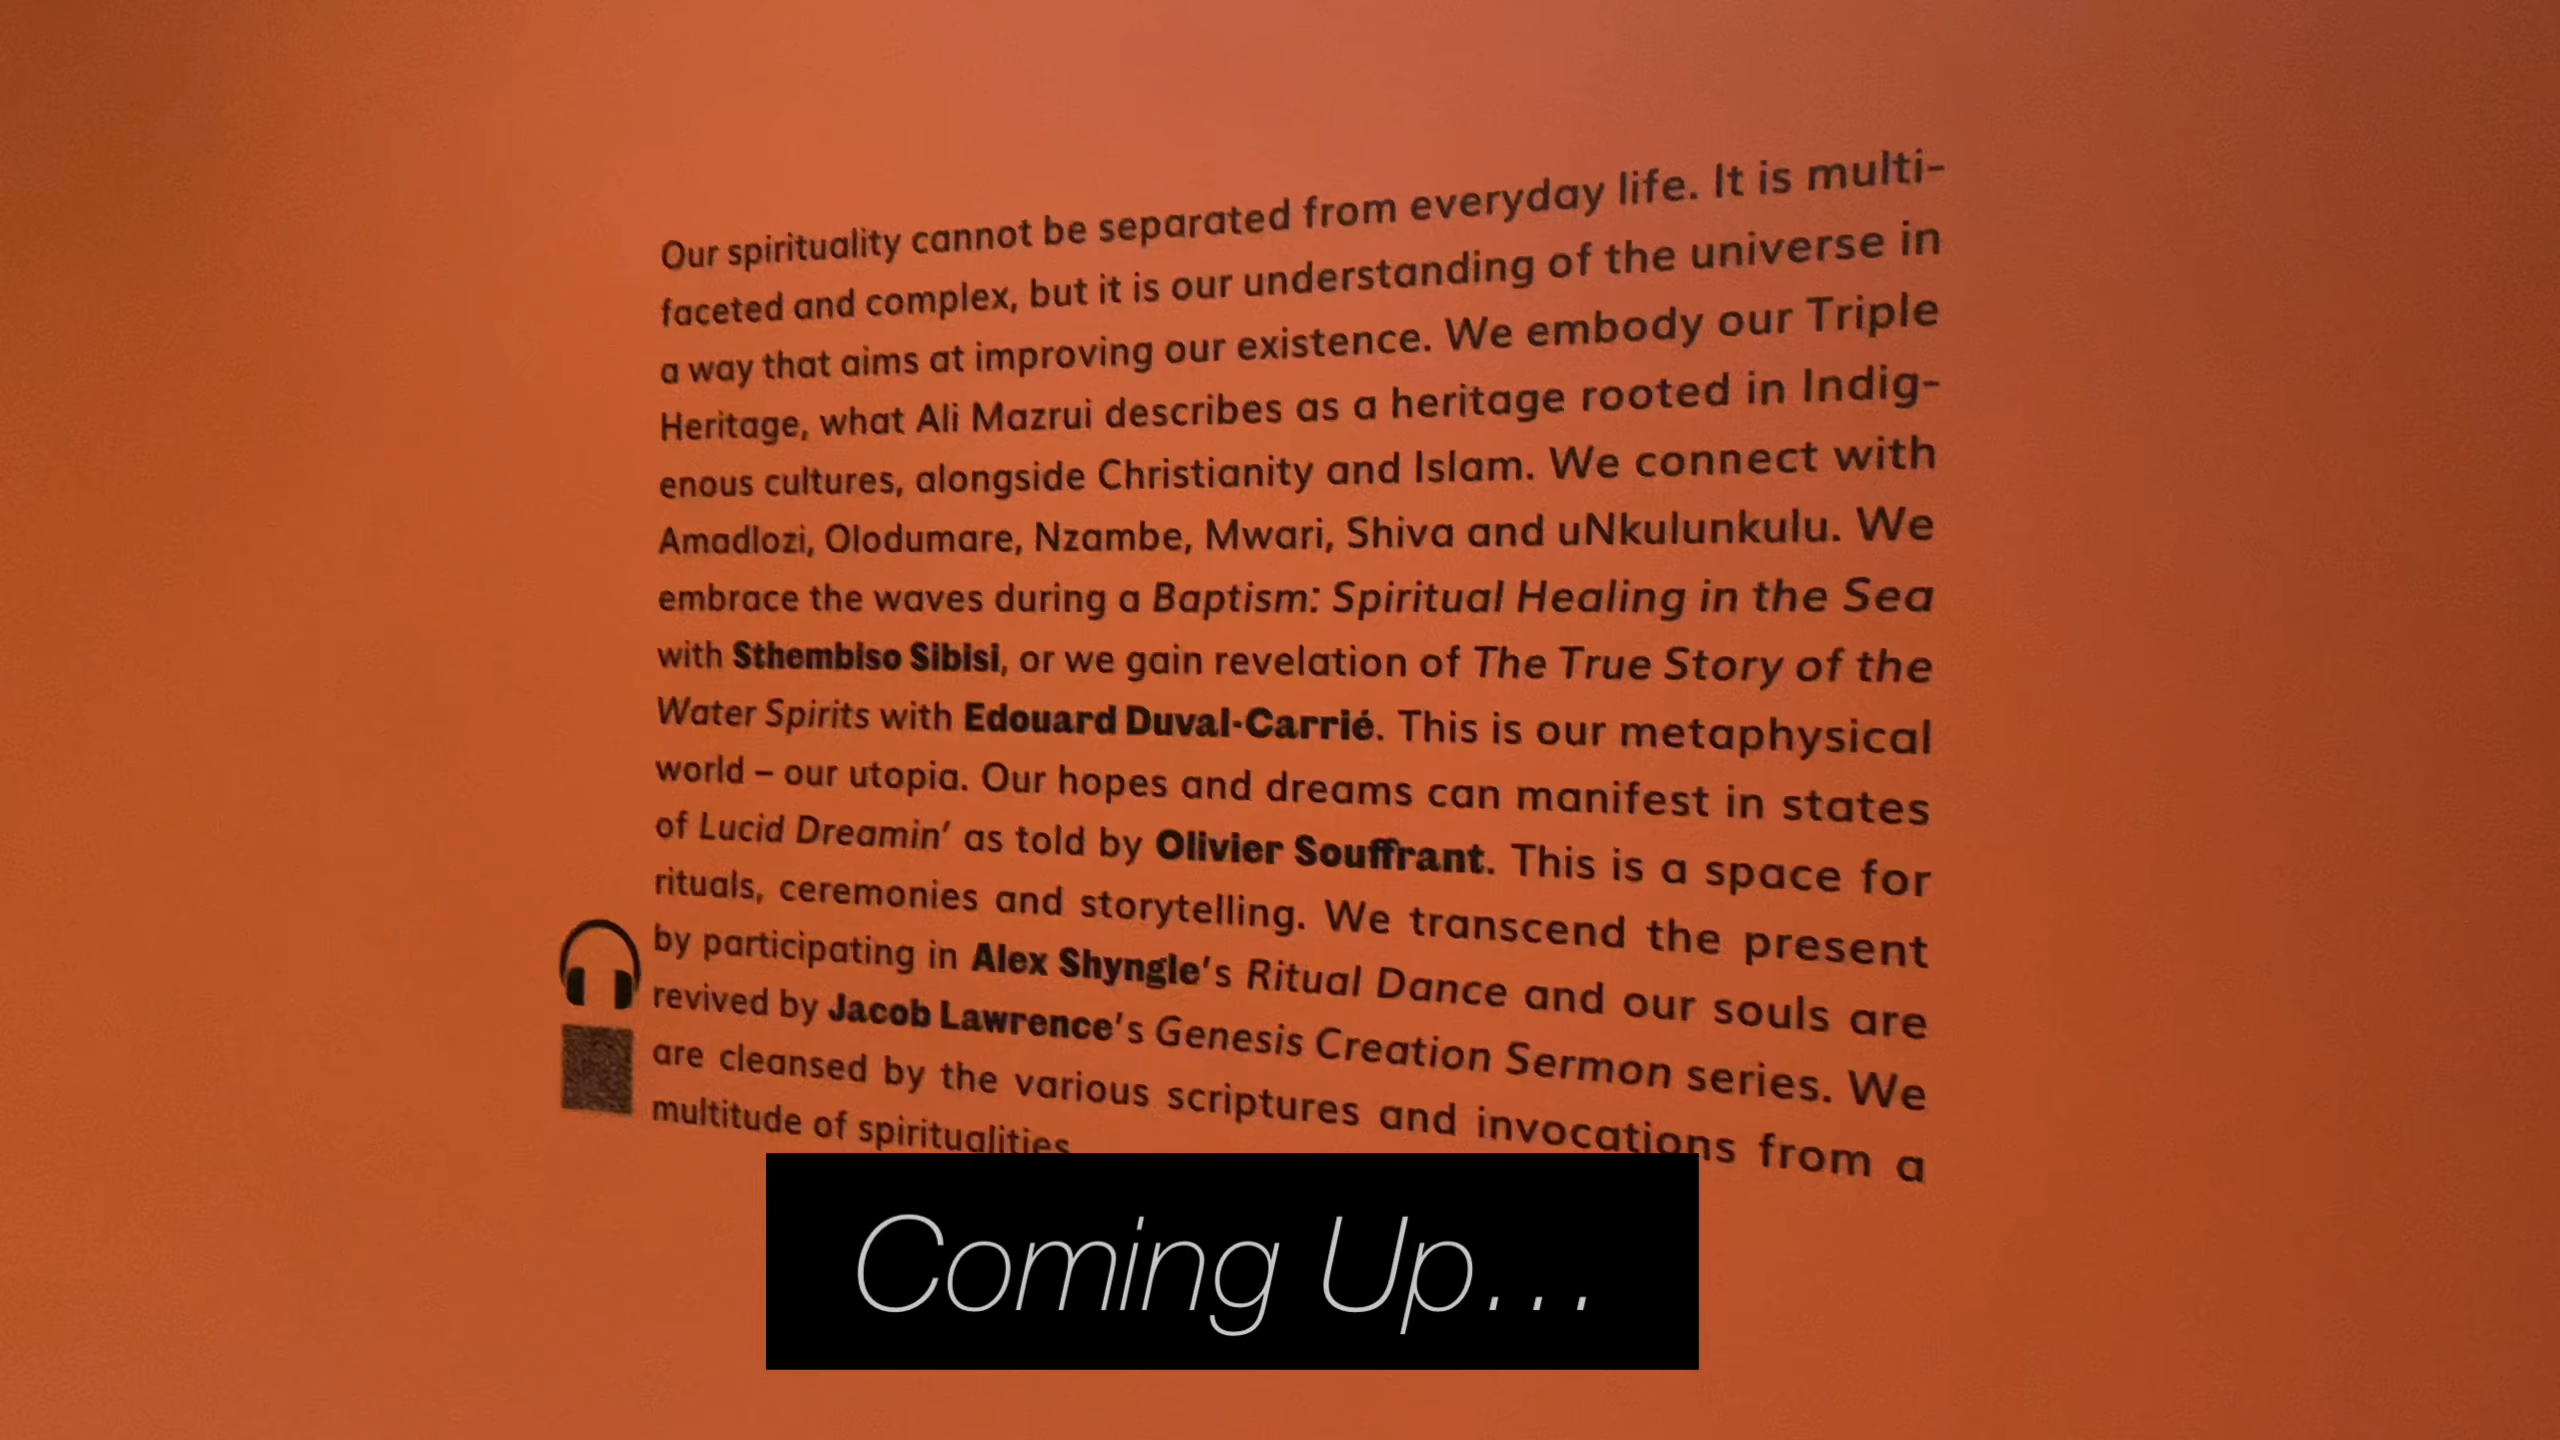 Our spirituality cannot be separated from everyday life. It is multi-
faceted and complex, but it is our understanding of the universe in
a way that aims at improving our existence. We embody our Triple
Heritage, what Ali Mazrui describes as a heritage rooted in Indig-
enous cultures, alongside Christianity and Islam. We connect with
Amadlozi, Olodumare, Nzambe, Mwari, Shiva and uNkulunkulu. We
embrace the waves during a Baptism: Spiritual Healing in the Sea
with Sthembiso Sibisi, or we gain revelation of The True Story of the
Water Spirits with Edouard Duval-Carrié. This is our metaphysical
world – our utopia. Our hopes and dreams can manifest in states
of Lucid Dreamin’ as told by Olivier Souffrant. This is a space for
rituals, ceremonies and storytelling. We transcend the present
by participating in Alex Shyngle’s Ritual Dance and our souls are
revived by Jacob Lawrence’s Genesis Creation Sermon series. We
are cleansed by the various scriptures and invocations from a
multitude of spiritualities
Coming Up...